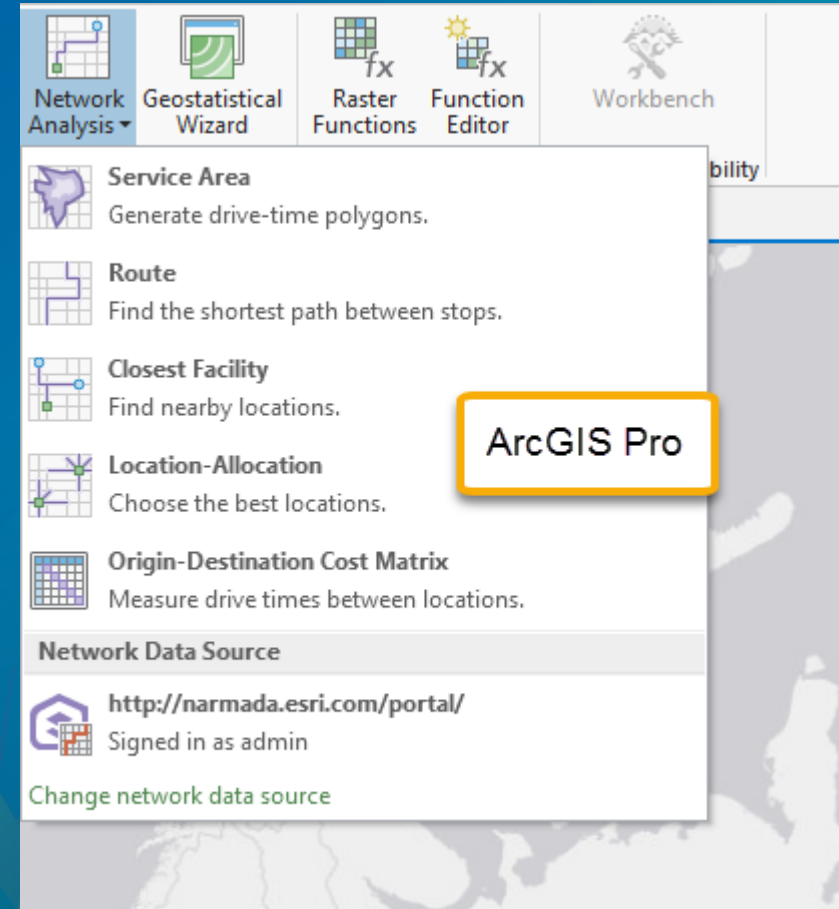 Network
Analysis
Geostatistical
Wizard
Raster
Functions
Function
Editor
Workbench
bility
Service Area
Generate drive-time polygons.
Route
Find the shortest path between stops.
Closest Facility
Find nearby locations.
ArcGIS Pro
Location-Allocation
Choose the best locations.
Origin-Destination Cost Matrix
Measure drive times between locations.
Network Data Source
http://narmada.esri.com/portal/
Signed in as admin
Change network data source